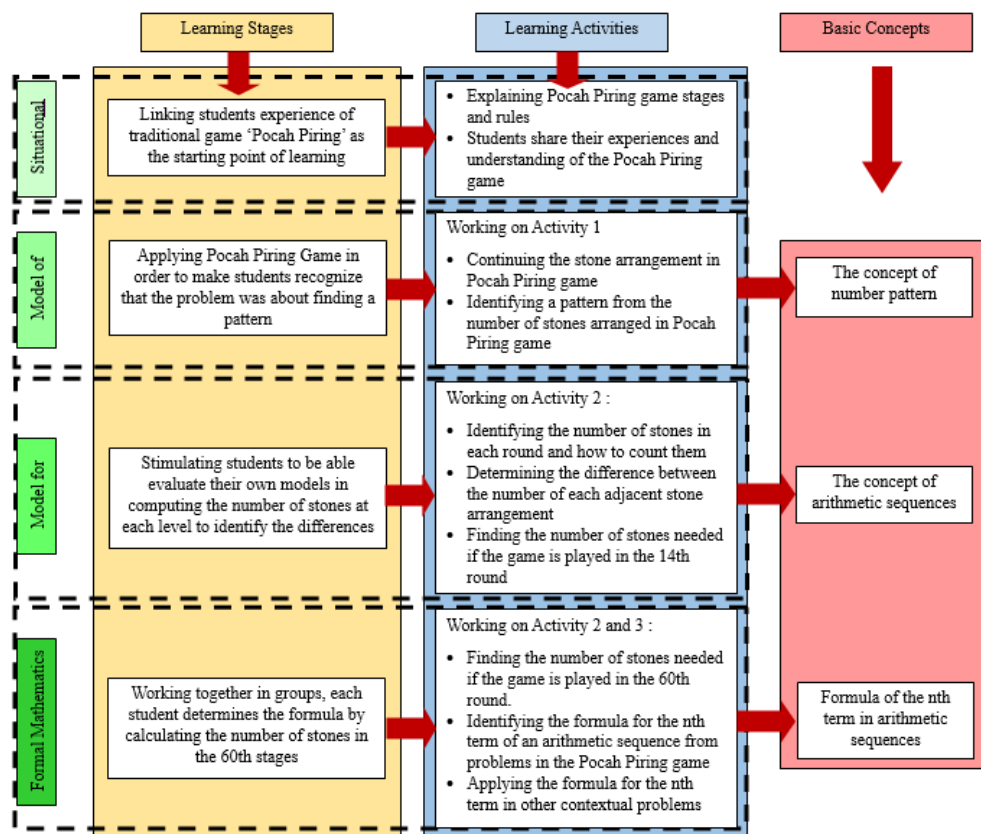 Learning Stages
Learning Activities
Basic Concepts
Situational
Linking students experience of
traditional game ‘Pocah Piring’ as
the starting point of learning
• Explaining Pocah Piring game stages
and rules
• Students share their experiences and
understanding of the Pocah Piring
game
Model of
Applying Pocah Piring Game in
order to make students recognize
that the problem was about finding a
pattern
Working on Activity 1
• Continuing the stone arrangement in
Pocah Piring game
• Identifying a pattern from the
number of stones arranged in Pocah
Piring game
The concept of
number pattern
Model for
Stimulating students to be able
evaluate their own models in
computing the number of stones at
each level to identify the differences
Working on Activity 2 :
• Identifying the number of stones in
each round and how to count them
• Determining the difference between
the number of each adjacent stone
arrangement
• Finding the number of stones needed
if the game is played in the 14th
round
The concept of
arithmetic sequences
Formal Mathematics
Working together in groups, each
student determines the formula by
calculating the number of stones in
the 60th stages
Working on Activity 2 and 3 :
• Finding the number of stones needed
if the game is played in the 60th
round.
• Identifying the formula for the nth
term of an arithmetic sequence from
problems in the Pocah Piring game
• Applying the formula for the nth
term in other contextual problems
Formula of the nth
term in arithmetic
sequences